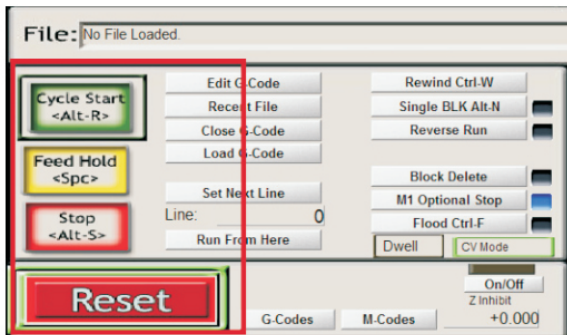 File: No File Loaded.
Cycle Start
<Alt-R>
Feed Hold
<Spc>
Stop
<Alt-S>
Reset
Edit G-Code
Recent File
Close G-Code
Load G-Code
Set Next Line
Line: 0
Run From Here
Rewind Ctrl-W
Single BLK Alt-N
Reverse Run
Block Delete
M1 Optional Stop
Flood Ctrl-F
Dwell
CV Mode
G-Codes
M-Codes
On/Off
Z Inhibit
+0.000